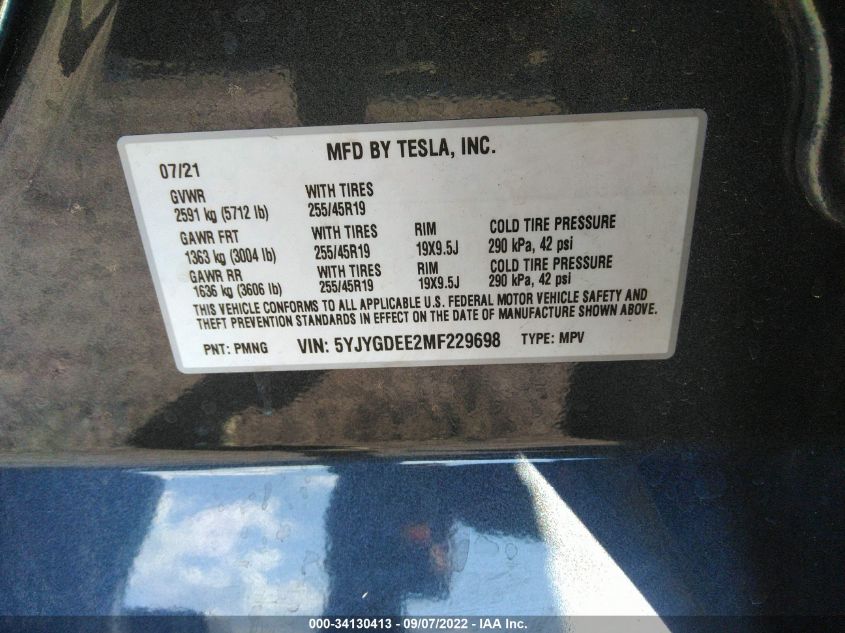 MFD BY TESLA, INC.
07/21
GVWR WITH TIRES
2591 kg (5712 lb) 255/45R19
GAWR FRT WITH TIRES RIM COLD TIRE PRESSURE
1363 kg (3004 lb) 255/45R19 19X9.5J 290 kPa, 42 psi
GAWR RR WITH TIRES RIM COLD TIRE PRESSURE
1636 kg (3606 lb) 255/45R19 19X9.5J 290 kPa, 42 psi
THIS VEHICLE CONFORMS TO ALL APPLICABLE U.S. FEDERAL MOTOR VEHICLE SAFETY AND
THEFT PREVENTION STANDARDS IN EFFECT ON THE DATE OF MANUFACTURE SHOWN ABOVE.
PNT: PMNG VIN: 5YJYGDEE2MF229698 TYPE: MPV
000-34130413 - 09/07/2022 - IAA Inc.